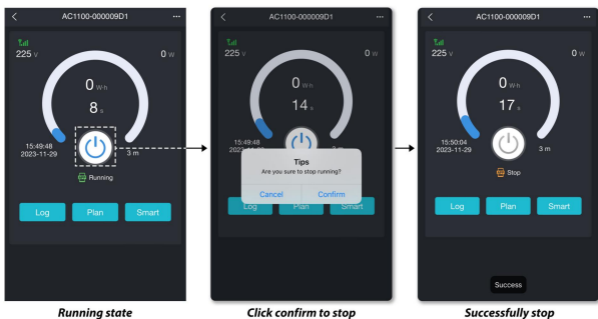 AC1100-000009D1
225 V
0 W
0 W·h
8 s
15:49:48
2023-11-29
3 m
Running
Log
Plan
Smart
Running state
AC1100-000009D1
225 V
0 W
0 W·h
14 s
15:49:48
2023-11-29
3 m
Tips
Are you sure to stop running?
Cancel
Confirm
Log
Plan
Smart
Click confirm to stop
AC1100-000009D1
225 V
0 W
0 W·h
17 s
15:50:04
2023-11-29
3 m
Stop
Log
Plan
Smart
Success
Successfully stop